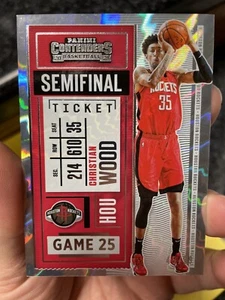 PANINI
CONTENDERS
BASKETBALL
SEMIFINAL
TICKET
SEC. ROW SEAT
214 610 35
CHRISTIAN
WOOD
HOU
GAME 25
ROCKETS
35